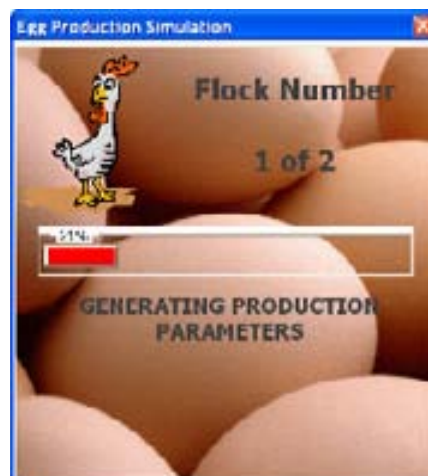 Egg Production Simulation
Flock Number
1 of 2
GENERATING PRODUCTION
PARAMETERS